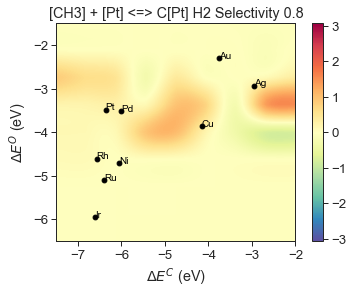 [CH3] + [Pt] <=> C[Pt] H2 Selectivity 0.8
ΔE^O (eV)
−2
−3
−4
−5
−6
Au
Ag
Pt
Pd
Cu
Rh
Ni
Ru
Ir
3
2
1
0
−1
−2
−3
−7
−6
−5
−4
−3
−2
ΔE^C (eV)